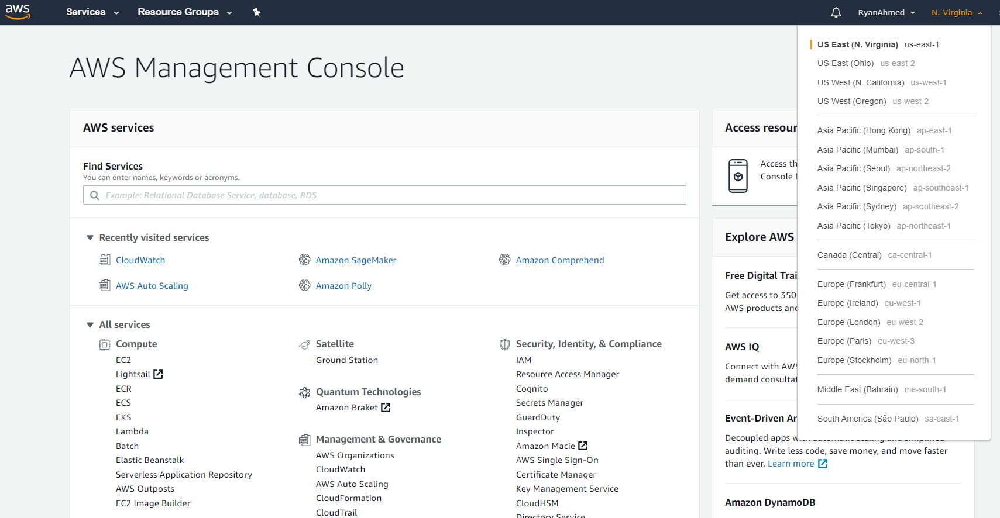 aws
Services
Resource Groups
RyanAhmed
N. Virginia
AWS Management Console
AWS services
Find Services
You can enter names, keywords or acronyms.
Example: Relational Database Service, database, RDS
Recently visited services
CloudWatch
Amazon SageMaker
Amazon Comprehend
AWS Auto Scaling
Amazon Polly
All services
Compute
EC2
Lightsail
ECR
ECS
EKS
Lambda
Batch
Elastic Beanstalk
Serverless Application Repository
AWS Outposts
EC2 Image Builder
Satellite
Ground Station
Quantum Technologies
Amazon Braket
Management & Governance
AWS Organizations
CloudWatch
AWS Auto Scaling
CloudFormation
CloudTrail
Security, Identity, & Compliance
IAM
Resource Access Manager
Cognito
Secrets Manager
GuardDuty
Inspector
Amazon Macie
AWS Single Sign-On
Certificate Manager
Key Management Service
CloudHSM
Directory Service
Access resour
Access th
Console
Explore AWS
Free Digital Trai
Get access to 350
AWS products and
AWS IQ
Connect with AWS
demand consultat
Event-Driven Ar
Decoupled apps with automatic scaling and simplified
auditing. Write less code, save money, and move faster
than ever. Learn more
Amazon DynamoDB
US East (N. Virginia) us-east-1
US East (Ohio) us-east-2
US West (N. California) us-west-1
US West (Oregon) us-west-2
Asia Pacific (Hong Kong) ap-east-1
Asia Pacific (Mumbai) ap-south-1
Asia Pacific (Seoul) ap-northeast-2
Asia Pacific (Singapore) ap-southeast-1
Asia Pacific (Sydney) ap-southeast-2
Asia Pacific (Tokyo) ap-northeast-1
Canada (Central) ca-central-1
Europe (Frankfurt) eu-central-1
Europe (Ireland) eu-west-1
Europe (London) eu-west-2
Europe (Paris) eu-west-3
Europe (Stockholm) eu-north-1
Middle East (Bahrain) me-south-1
South America (São Paulo) sa-east-1